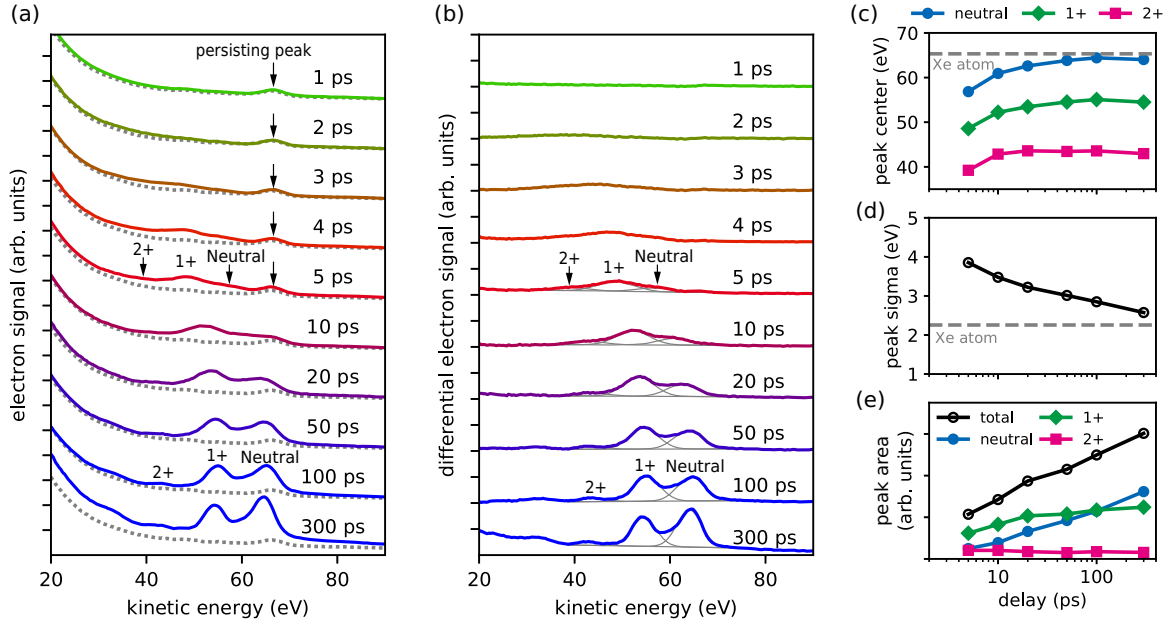 (a)
electron signal (arb. units)
persisting peak
1 ps
2 ps
3 ps
4 ps
2+
1+
Neutral
5 ps
10 ps
20 ps
50 ps
2+
1+
Neutral
100 ps
300 ps
20
40
60
80
kinetic energy (eV)
(b)
differential electron signal (arb. units)
1 ps
2 ps
3 ps
4 ps
2+
1+
Neutral
5 ps
10 ps
20 ps
50 ps
2+
1+
Neutral
100 ps
300 ps
20
40
60
80
kinetic energy (eV)
neutral
1+
2+
(c)
peak center (eV)
70
60
50
40
Xe atom
(d)
peak sigma (eV)
5
4
3
2
1
Xe atom
(e)
peak area
(arb. units)
total
neutral
1+
2+
10
100
delay (ps)